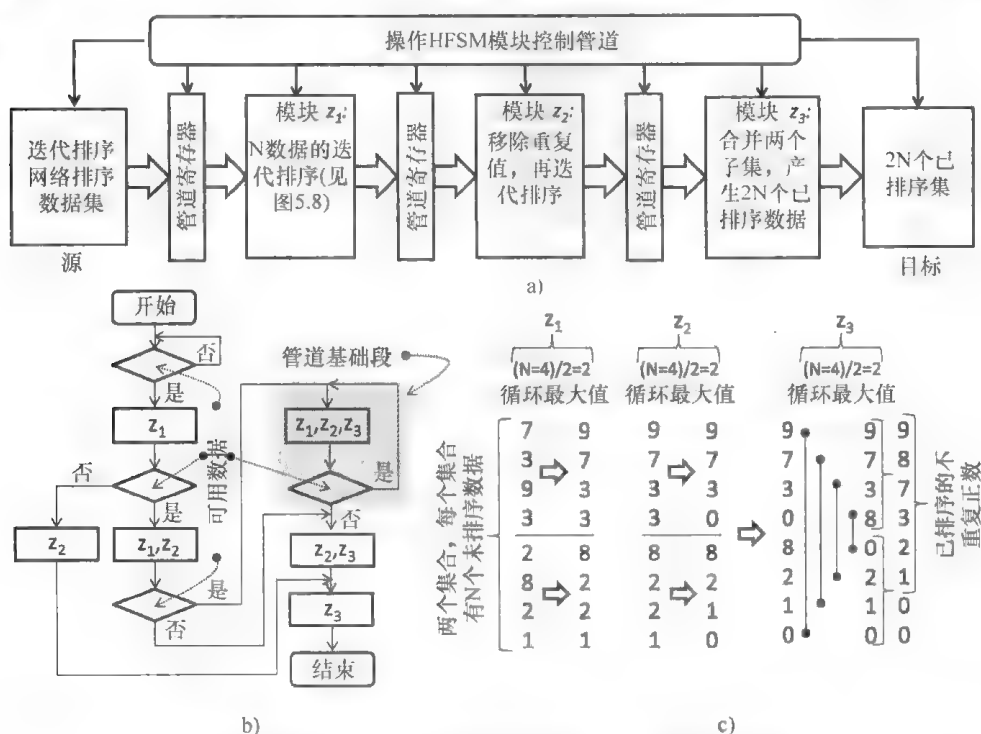 操作HFSM模块控制管道
迭代排序
网络排序
数据集
源
管道寄存器
模块 z₁:
N数据的迭
代排序(见
图5.8)
管道寄存器
模块 z₂:
移除重复
值，再迭
代排序
管道寄存器
模块 z₃:
合并两个
子集，产
生2N个已
排序数据
2N个已
排序集
目标
a)
开始
否
是
z₁
否
是
可用数据
z₂
z₁,z₂
是
否
管道基础段
z₁,z₂,z₃
是
否
z₂,z₃
z₃
结束
b)
z₁ z₂ z₃
(N=4)/2=2 (N=4)/2=2
循环最大值 循环最大值
两个集合，每个集合
有N个未排序数据
7 9 9 9 9 9 9
3 7 7 7 7 7 8
9 3 3 3 3 3 7
3 3 3 0 0 8 3
2 8 8 8 8 0 2
8 2 2 2 2 2 1
2 2 2 1 1 1 0
1 1 1 0 0 0 0
已排序的不
重复正数
c)